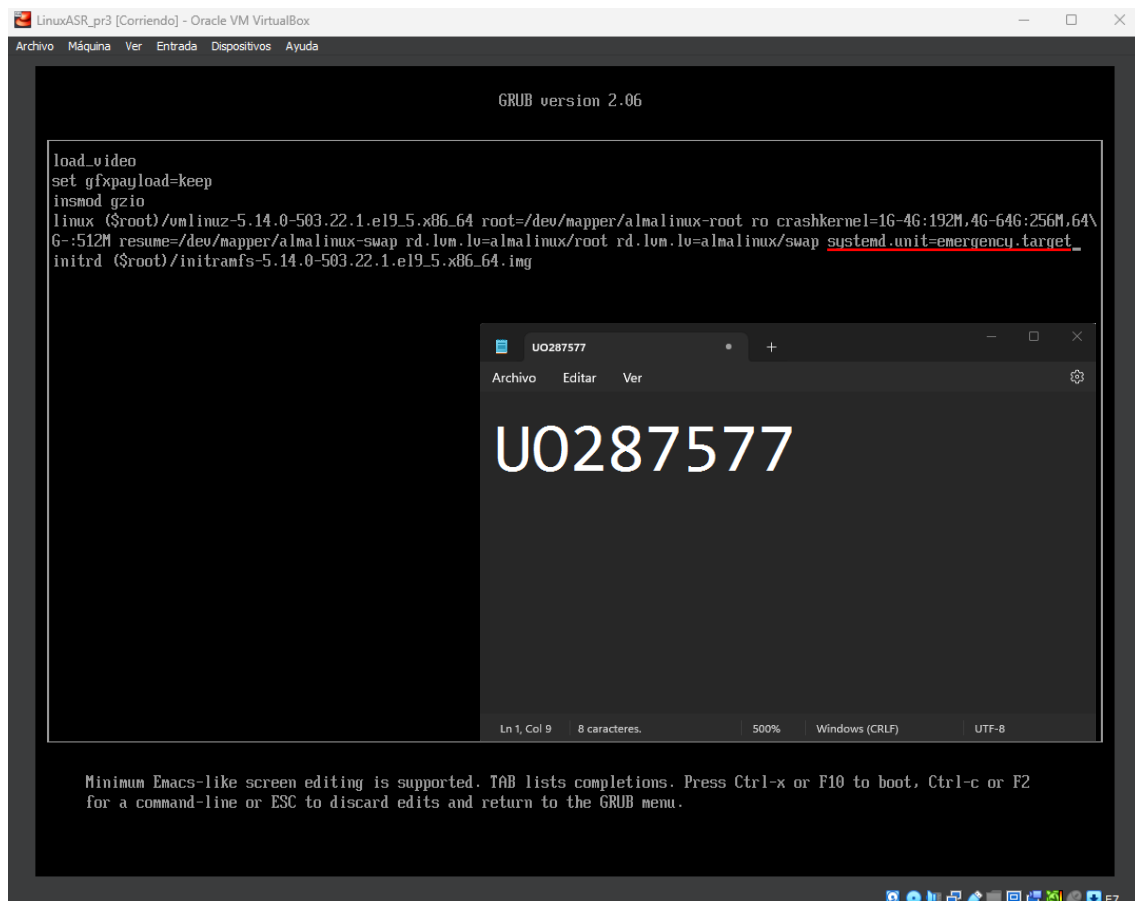 LinuxASR_pr3 [Corriendo] - Oracle VM VirtualBox
Archivo Máquina Ver Entrada Dispositivos Ayuda
GRUB version 2.06
load_video
set gfxpayload=keep
insmod gzio
linux ($root)/vmlinuz-5.14.0-503.22.1.el9_5.x86_64 root=/dev/mapper/almalinux-root ro crashkernel=1G-4G:192M,4G-64G:256M,64\
G-:512M resume=/dev/mapper/almalinux-swap rd.lvm.lv=almalinux/root rd.lvm.lv=almalinux/swap systemd.unit=emergency.target_
initrd ($root)/initramfs-5.14.0-503.22.1.el9_5.x86_64.img
UO287577
Archivo Editar Ver
UO287577
Ln 1, Col 9 8 caracteres. 500% Windows (CRLF) UTF-8
Minimum Emacs-like screen editing is supported. TAB lists completions. Press Ctrl-x or F10 to boot, Ctrl-c or F2
for a command-line or ESC to discard edits and return to the GRUB menu.